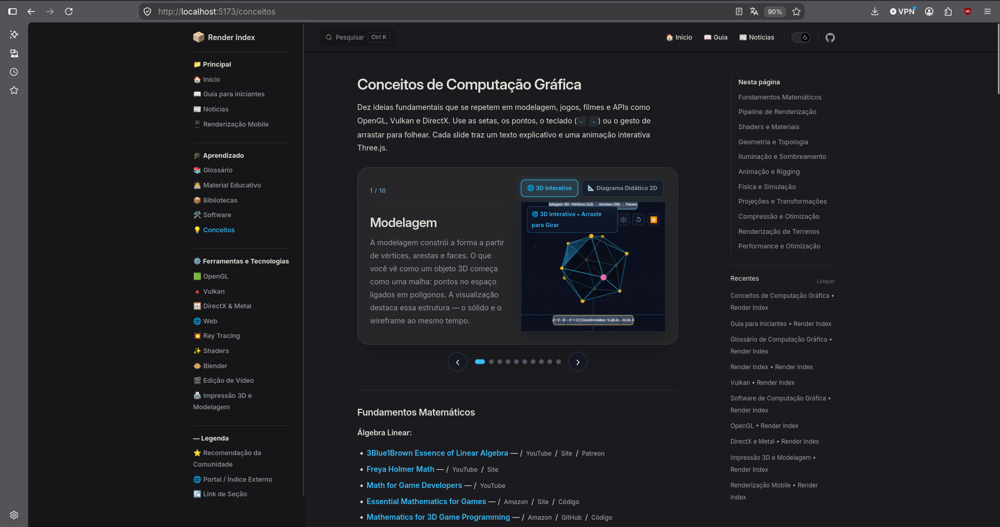 http://localhost:5173/conceitos
90%
VPN
Render Index
Principal
Início
Guia para iniciantes
Notícias
Renderização Mobile
Aprendizado
Glossário
Material Educativo
Bibliotecas
Software
Conceitos
Ferramentas e Tecnologias
OpenGL
Vulkan
DirectX & Metal
Web
Ray Tracing
Shaders
Blender
Edição de Vídeo
Impressão 3D e
Modelagem
— Legenda
Recomendação da
Comunidade
Portal / Índice Externo
Link de Seção
Pesquisar Ctrl K
Início Guia Notícias
Conceitos de Computação Gráfica
Dez ideias fundamentais que se repetem em modelagem, jogos, filmes e APIs como
OpenGL, Vulkan e DirectX. Use as setas, os pontos, o teclado (← →) ou o gesto de
arrastar para folhear. Cada slide traz um texto explicativo e uma animação interativa
Three.js.
1 / 10
Modelagem
A modelagem constrói a forma a partir
de vértices, arestas e faces. O que
você vê como um objeto 3D começa
como uma malha: pontos no espaço
ligados em polígonos. A visualização
destaca essa estrutura — o sólido e o
wireframe ao mesmo tempo.
3D Interativo Diagrama Didático 2D
3D: Vértices (12) → Arestas (30) → Faces
3D Interativo • Arraste
para Girar
V - E + F = 2 | Coordenadas:
Fundamentos Matemáticos
Álgebra Linear:
• 3Blue1Brown Essence of Linear Algebra — / YouTube / Site / Patreon
• Freya Holmer Math — / YouTube / Site
• Math for Game Developers — / YouTube
• Essential Mathematics for Games — / Amazon / Site / Código
• Mathematics for 3D Game Programming — / Amazon / GitHub / Código
Nesta página
Fundamentos Matemáticos
Pipeline de Renderização
Shaders e Materiais
Geometria e Topologia
Iluminação e Sombreamento
Animação e Rigging
Física e Simulação
Projeções e Transformações
Compressão e Otimização
Renderização de Terrenos
Performance e Otimização
Recentes Limpar
Conceitos de Computação Gráfica •
Render Index
Guia para iniciantes • Render Index
Glossário de Computação Gráfica •
Render Index
Render Index • Render Index
Vulkan • Render Index
Software de Computação Gráfica •
Render Index
OpenGL • Render Index
DirectX e Metal • Render Index
Impressão 3D e Modelagem •
Render Index
Renderização Mobile • Render
Index